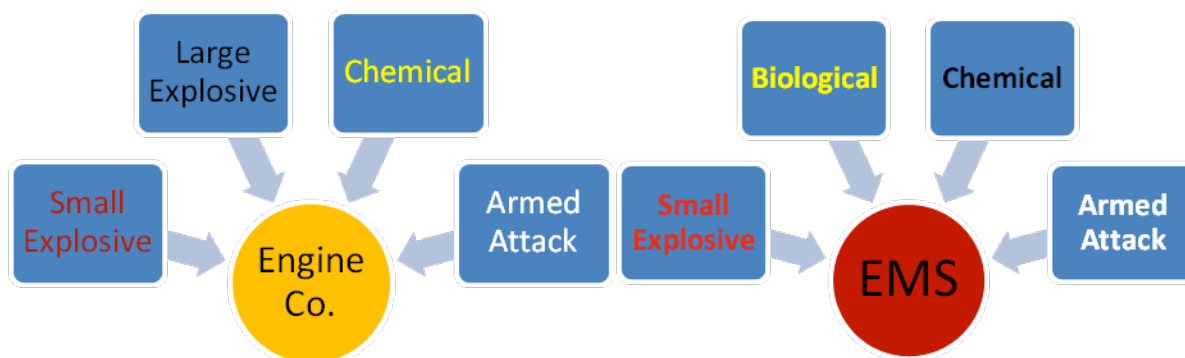 Large
Explosive
Chemical
Small
Explosive
Armed
Attack
Engine
Co.
Biological
Chemical
Small
Explosive
Armed
Attack
EMS